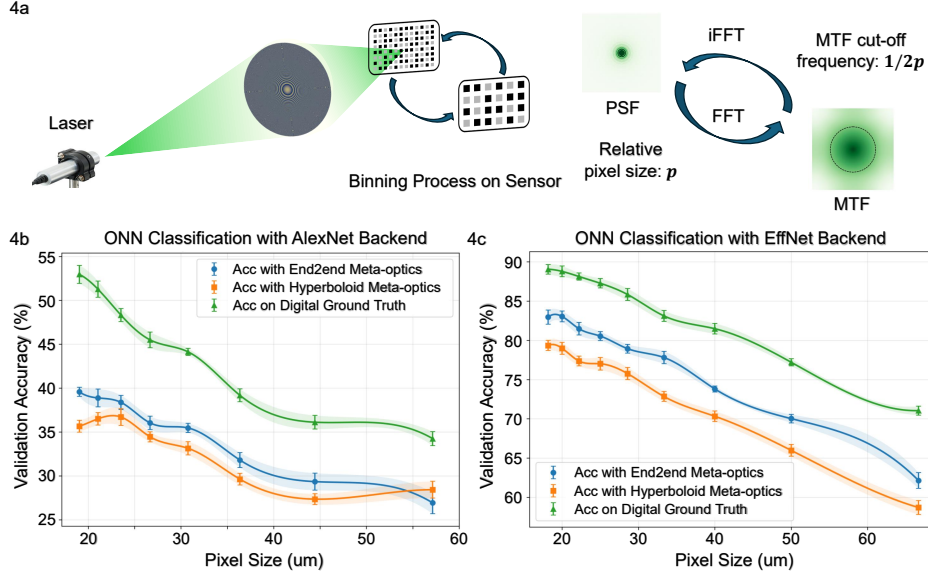 4a
Laser
Binning Process on Sensor
PSF
Relative
pixel size: p
iFFT
FFT
MTF cut-off
frequency: 1/2p
MTF
4b
ONN Classification with AlexNet Backend
Validation Accuracy (%)
55
50
45
40
35
30
25
Acc with End2end Meta-optics
Acc with Hyperboloid Meta-optics
Acc on Digital Ground Truth
20
30
40
50
60
Pixel Size (um)
4c
ONN Classification with EffNet Backend
Validation Accuracy (%)
90
85
80
75
70
65
60
Acc with End2end Meta-optics
Acc with Hyperboloid Meta-optics
Acc on Digital Ground Truth
20
30
40
50
60
Pixel Size (um)